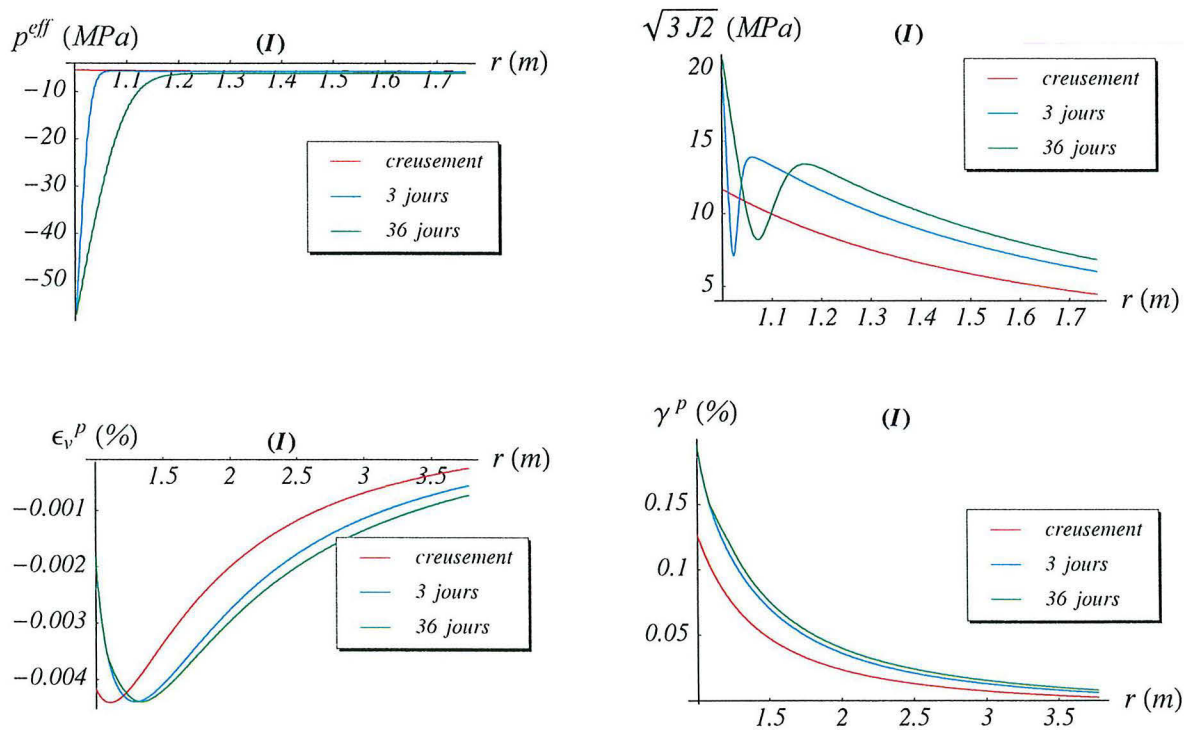 p^eff (MPa)
(I)
r (m)
1.1 1.2 1.3 1.4 1.5 1.6 1.7
−10
−20
−30
−40
−50
creusement
3 jours
36 jours
√3 J2 (MPa)
(I)
20
15
10
5
creusement
3 jours
36 jours
1.1 1.2 1.3 1.4 1.5 1.6 1.7
r (m)
ϵ_v^p (%)
(I)
r (m)
1.5 2 2.5 3 3.5
−0.001
−0.002
−0.003
−0.004
creusement
3 jours
36 jours
γ^p (%)
(I)
0.15
0.1
0.05
creusement
3 jours
36 jours
1.5 2 2.5 3 3.5
r (m)